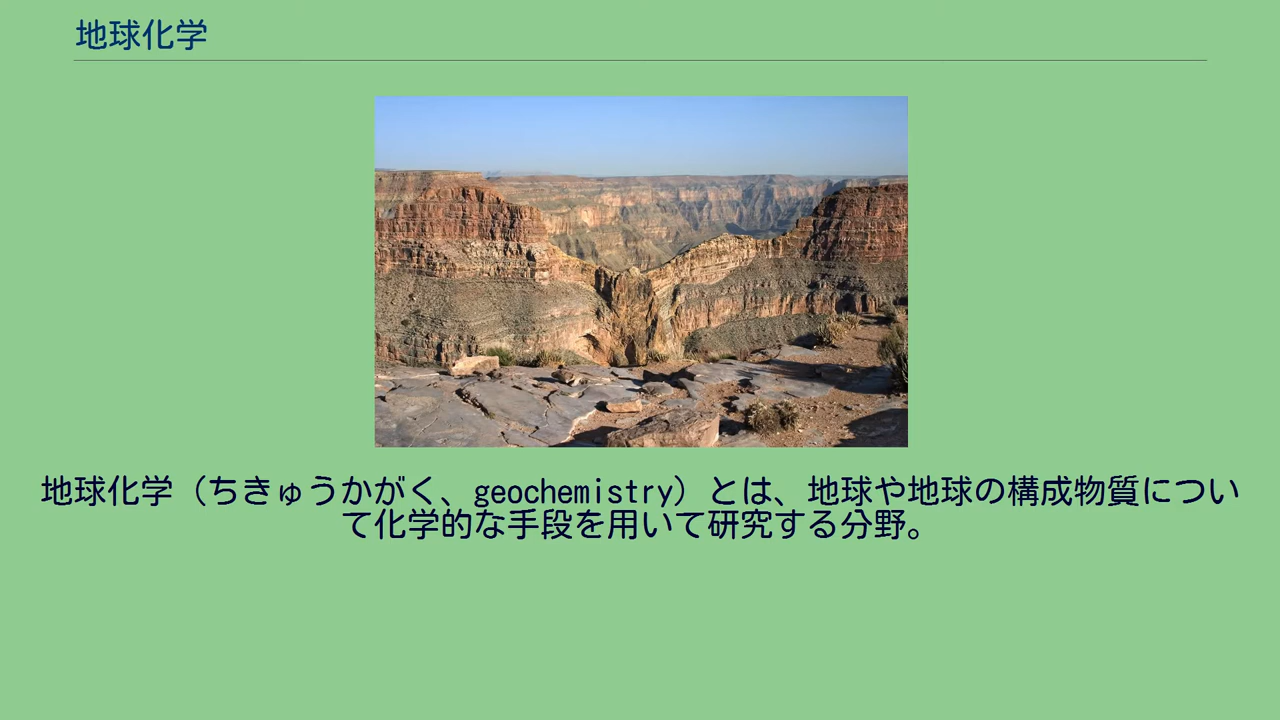 地球化学
地球化学（ちきゅうかがく、geochemistry）とは、地球や地球の構成物質につい
て化学的な手段を用いて研究する分野。